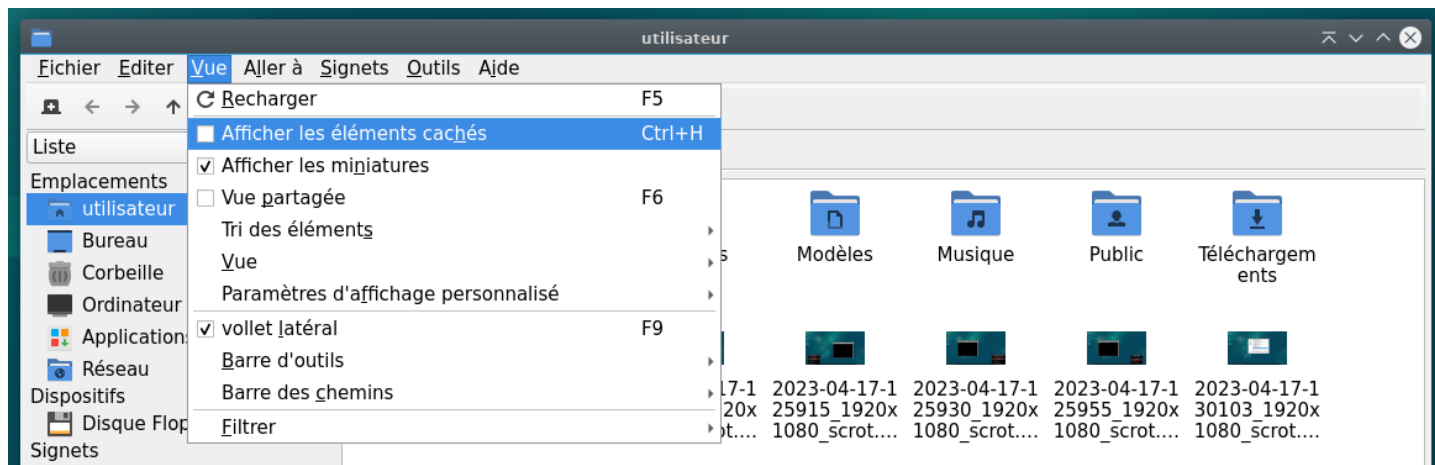 utilisateur
Fichier Editer Vue Aller à Signets Outils Aide
Recharger F5
Afficher les éléments cachés Ctrl+H
Afficher les miniatures
Vue partagée F6
Tri des éléments
Vue
Paramètres d'affichage personnalisé
vollet latéral F9
Barre d'outils
Barre des chemins
Filtrer
Liste
Emplacements
utilisateur
Bureau
Corbeille
Ordinateur
Applications
Réseau
Dispositifs
Disque Flop
Signets
s
Modèles
Musique
Public
Téléchargem
ents
17-1
20x
ot....
2023-04-17-1
25915_1920x
1080_scrot....
2023-04-17-1
25930_1920x
1080_scrot....
2023-04-17-1
25955_1920x
1080_scrot....
2023-04-17-1
30103_1920x
1080_scrot....